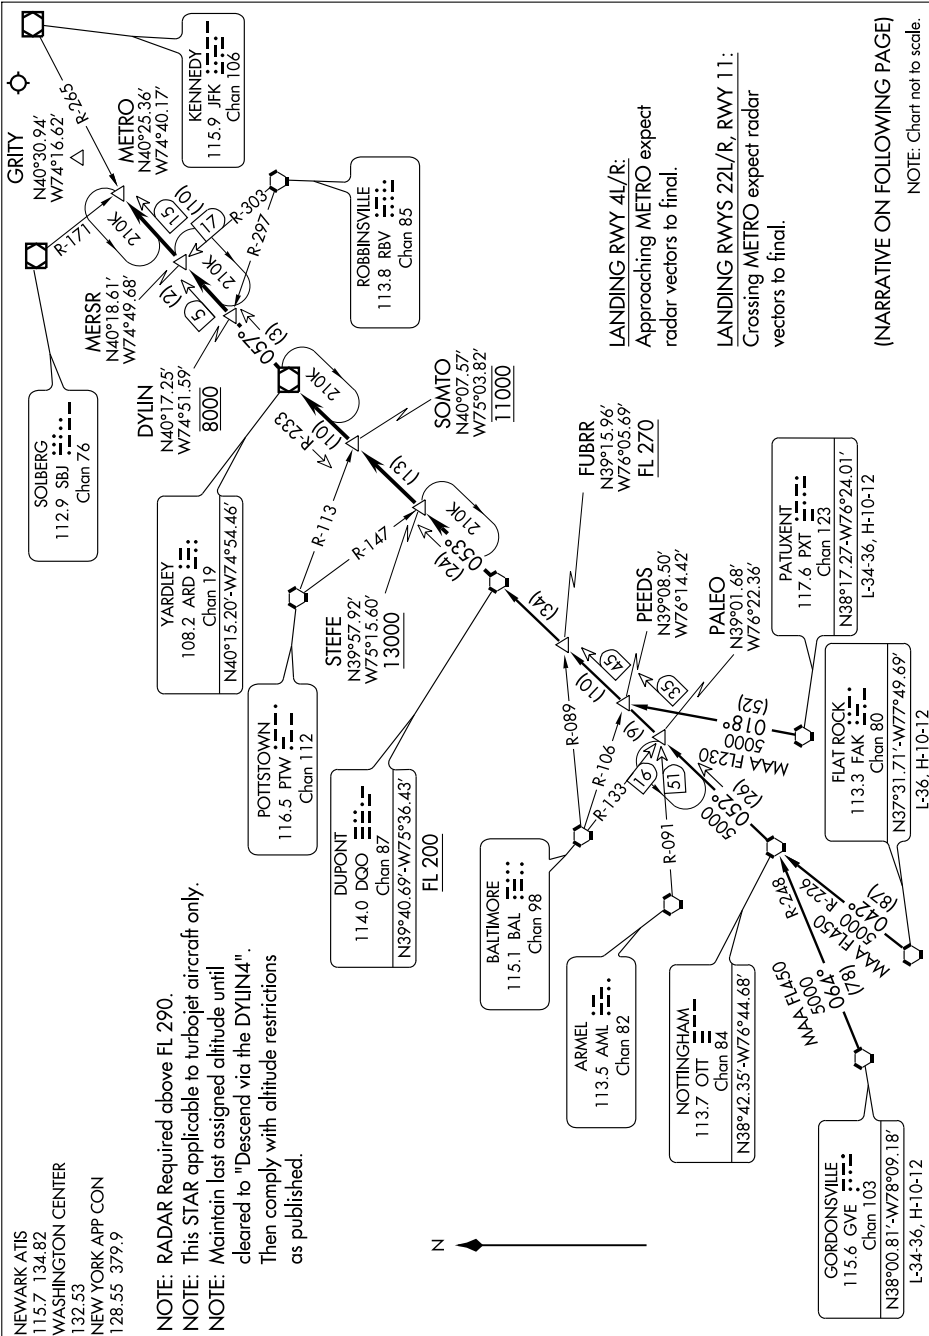 NEWARK ATIS
115.7 134.82
WASHINGTON CENTER
132.53
NEW YORK APP CON
128.55 379.9
NOTE: RADAR Required above FL 290.
NOTE: This STAR applicable to turbojet aircraft only.
NOTE: Maintain last assigned altitude until
cleared to "Descend via the DYLIN4".
Then comply with altitude restrictions
as published.
N
SOLBERG
112.9 SBJ
Chan 76
R-171
GRITY
N40°30.94'
W74°16.62'
R-265
METRO
N40°25.36'
W74°40.17'
KENNEDY
115.9 JFK
Chan 106
210K
15
(10)
MERSR
N40°18.61'
W74°49.68'
(2)
17
R-303
210K
5
R-297
ROBBINSVILLE
113.8 RBV
Chan 85
DYLIN
N40°17.25'
W74°51.59'
8000
(3)
057°
YARDLEY
108.2 ARD
Chan 19
N40°15.20'-W74°54.46'
R-233
(10)
210K
SOMTO
N40°07.57'
W75°03.82'
11000
POTTSTOWN
116.5 PTW
Chan 112
R-113
R-147
(13)
STEFE
N39°57.92'
W75°15.60'
13000
210K
(24)
053°
DUPONT
114.0 DQO
Chan 87
N39°40.69'-W75°36.43'
FL 200
(34)
FUBRR
N39°15.96'
W76°05.69'
FL 270
BALTIMORE
115.1 BAL
Chan 98
R-089
R-106
R-133
(10)
45
PEEDS
N39°08.50'
W76°14.42'
(9)
35
PALEO
N39°01.68'
W76°22.36'
16
51
R-091
ARMEL
113.5 AML
Chan 82
PATUXENT
117.6 PXT
Chan 123
N38°17.27-W76°24.01'
L-34-36, H-10-12
(52)
018°
5000
MAA FL230
(26)
052°
5000
NOTTINGHAM
113.7 OTT
Chan 84
N38°42.35'-W76°44.68'
R-248
R-226
FLAT ROCK
113.3 FAK
Chan 80
N37°31.71'-W77°49.69'
L-36, H-10-12
(87)
042°
5000
MAA FL450
MAA FL450
5000
064°
(78)
GORDONSVILLE
115.6 GVE
Chan 103
N38°00.81'-W78°09.18'
L-34-36, H-10-12
LANDING RWY 4L/R:
Approaching METRO expect
radar vectors to final.
LANDING RWYS 22L/R, RWY 11:
Crossing METRO expect radar
vectors to final.
(NARRATIVE ON FOLLOWING PAGE)
NOTE: Chart not to scale.